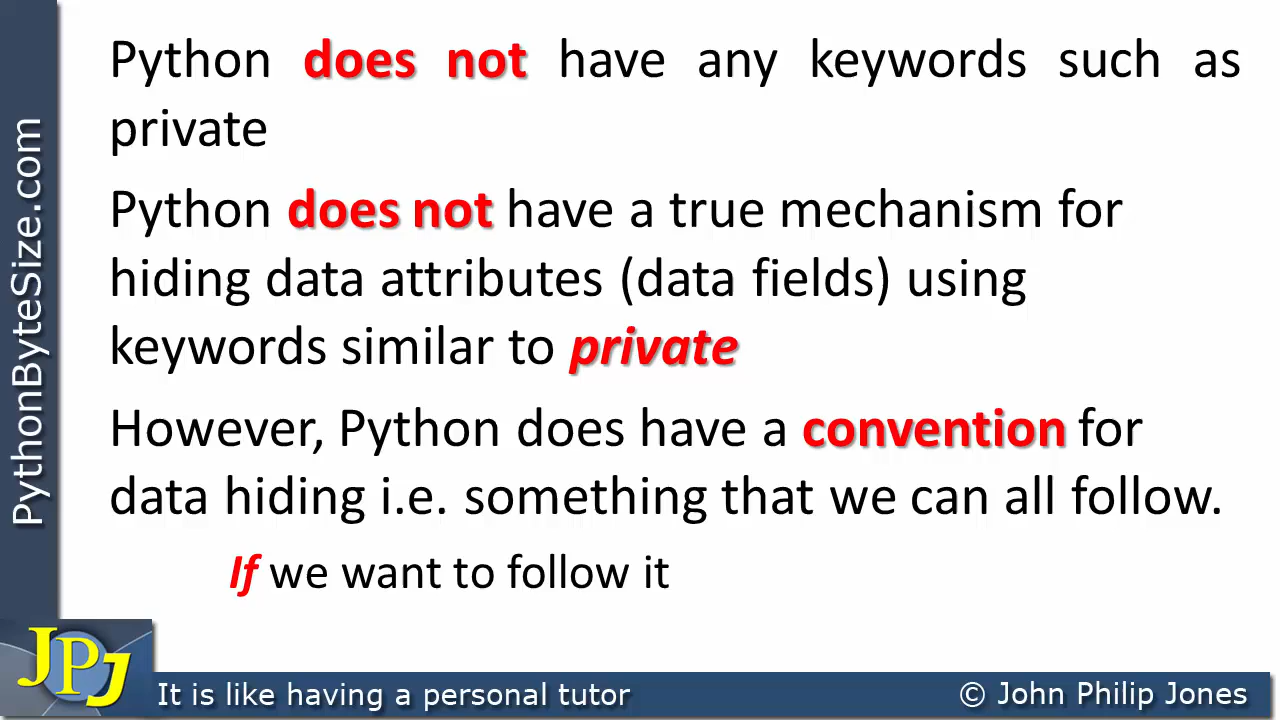 Python does not have any keywords such as
private
Python does not have a true mechanism for
hiding data attributes (data fields) using
keywords similar to private
However, Python does have a convention for
data hiding i.e. something that we can all follow.
If we want to follow it
PythonByteSize.com
JPJ
It is like having a personal tutor
© John Philip Jones